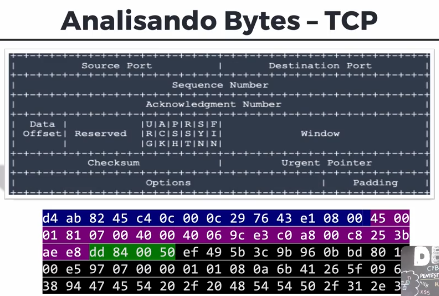 Analisando Bytes – TCP
Source Port | Destination Port
Sequence Number
Acknowledgment Number
Data | |U|A|P|R|S|F|
Offset| Reserved |R|C|S|S|Y|I| Window
|G|K|H|T|N|N|
Checksum | Urgent Pointer
Options | Padding
d4 ab 82 45 c4 0c 00 0c 29 76 43 e1 08 00 45 00
01 81 07 00 40 00 40 06 9c e3 c0 a8 00 c8 25 3b
ae e8 dd 84 00 50 ef 49 5b 3c 9b 96 0b bd 80 1
00 e5 97 07 00 00 01 01 08 0a 6b 41 26 5f 09 6
38 94 47 45 54 20 2f 20 48 54 54 50 2f 31 2e 3